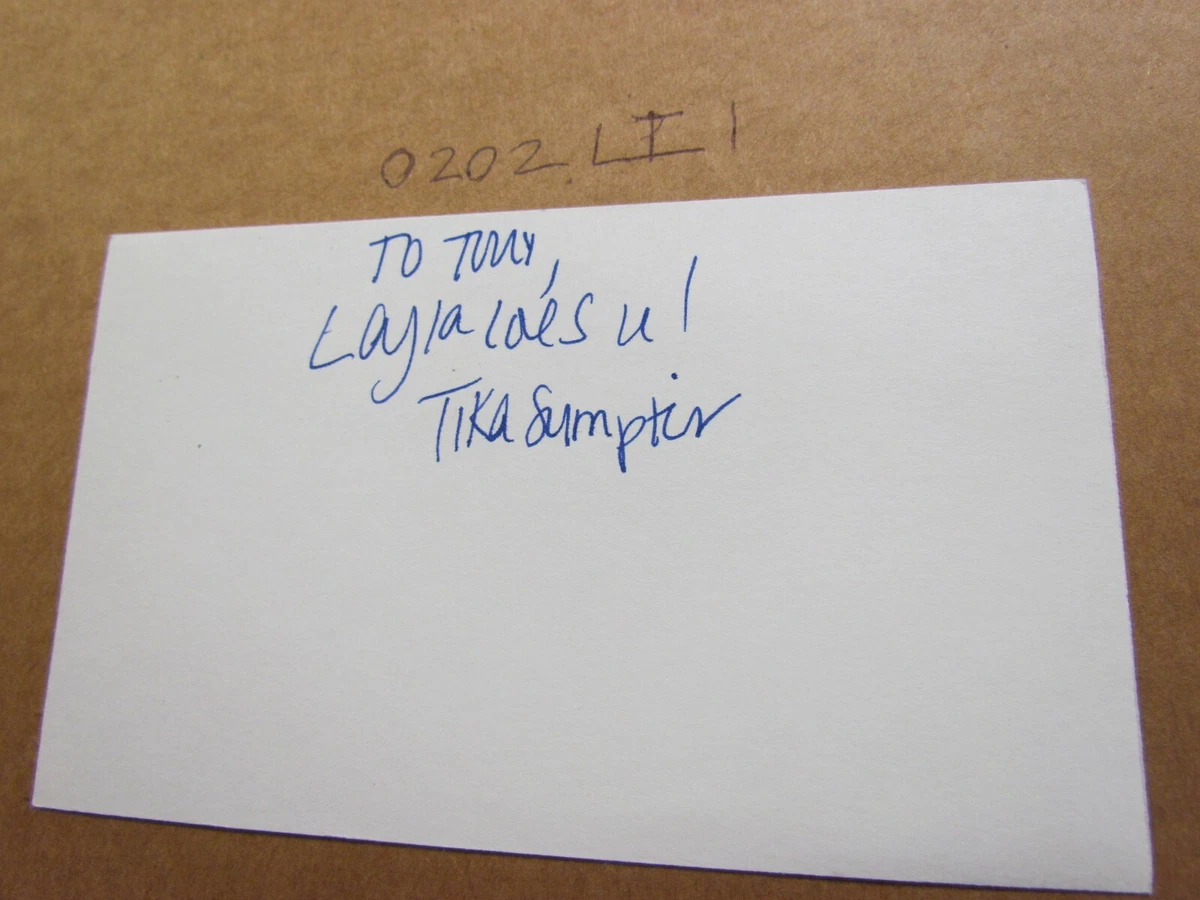 0202.LI 1
TO TONY,
Layla loves u!
TIKA Sumpter